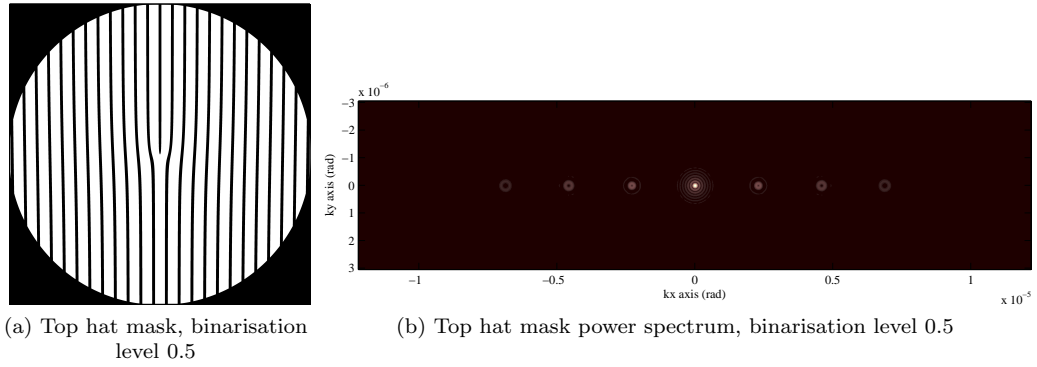 x 10⁻⁶
−3
−2
−1
0
1
2
3
ky axis (rad)
−1 −0.5 0 0.5 1
kx axis (rad)
x 10⁻⁵
(a) Top hat mask, binarisation
level 0.5
(b) Top hat mask power spectrum, binarisation level 0.5